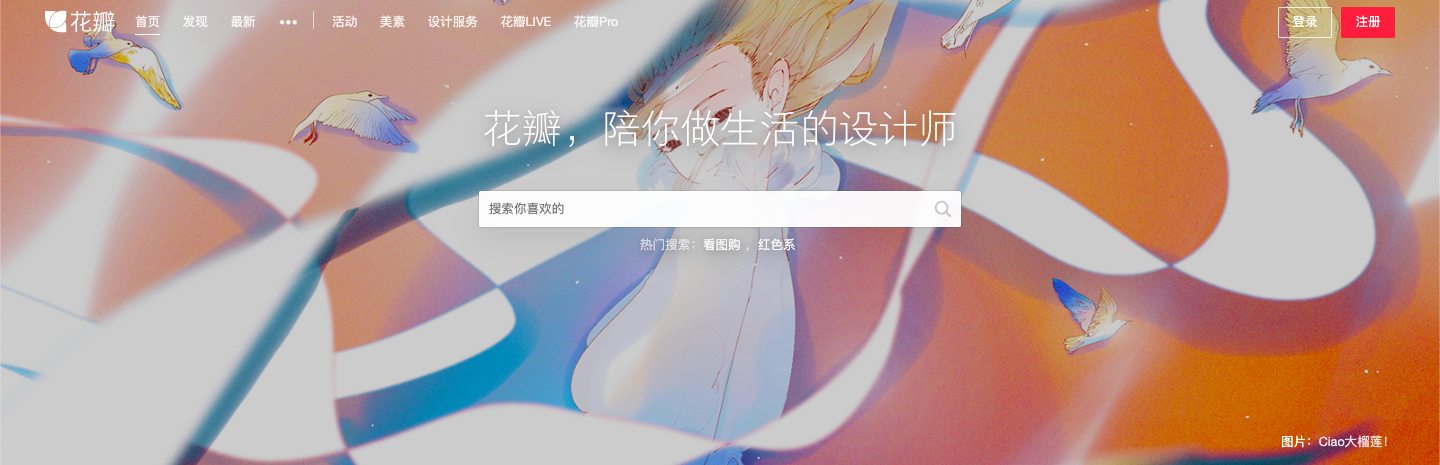 花瓣 首页 发现 最新 ••• 活动 美素 设计服务 花瓣LIVE 花瓣Pro 登录 注册
花瓣，陪你做生活的设计师
搜索你喜欢的
热门搜索：看图购，红色系
图片：Ciao大榴莲！